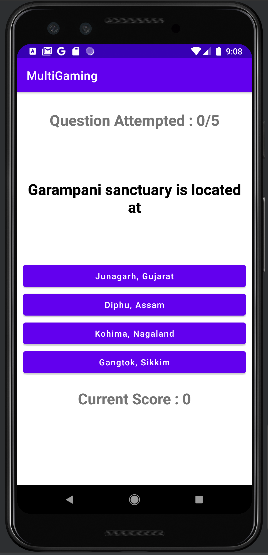 9:08
MultiGaming
Question Attempted : 0/5
Garampani sanctuary is located
at
Junagarh, Gujarat
Diphu, Assam
Kohima, Nagaland
Gangtok, Sikkim
Current Score : 0